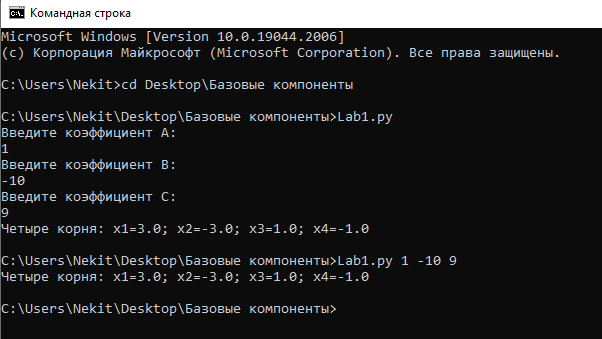 Командная строка
Microsoft Windows [Version 10.0.19044.2006]
(c) Корпорация Майкрософт (Microsoft Corporation). Все права защищены.
C:\Users\Nekit>cd Desktop\Базовые компоненты
C:\Users\Nekit\Desktop\Базовые компоненты>Lab1.py
Введите коэффициент A:
1
Введите коэффициент B:
-10
Введите коэффициент C:
9
Четыре корня: x1=3.0; x2=-3.0; x3=1.0; x4=-1.0
C:\Users\Nekit\Desktop\Базовые компоненты>Lab1.py 1 -10 9
Четыре корня: x1=3.0; x2=-3.0; x3=1.0; x4=-1.0
C:\Users\Nekit\Desktop\Базовые компоненты>